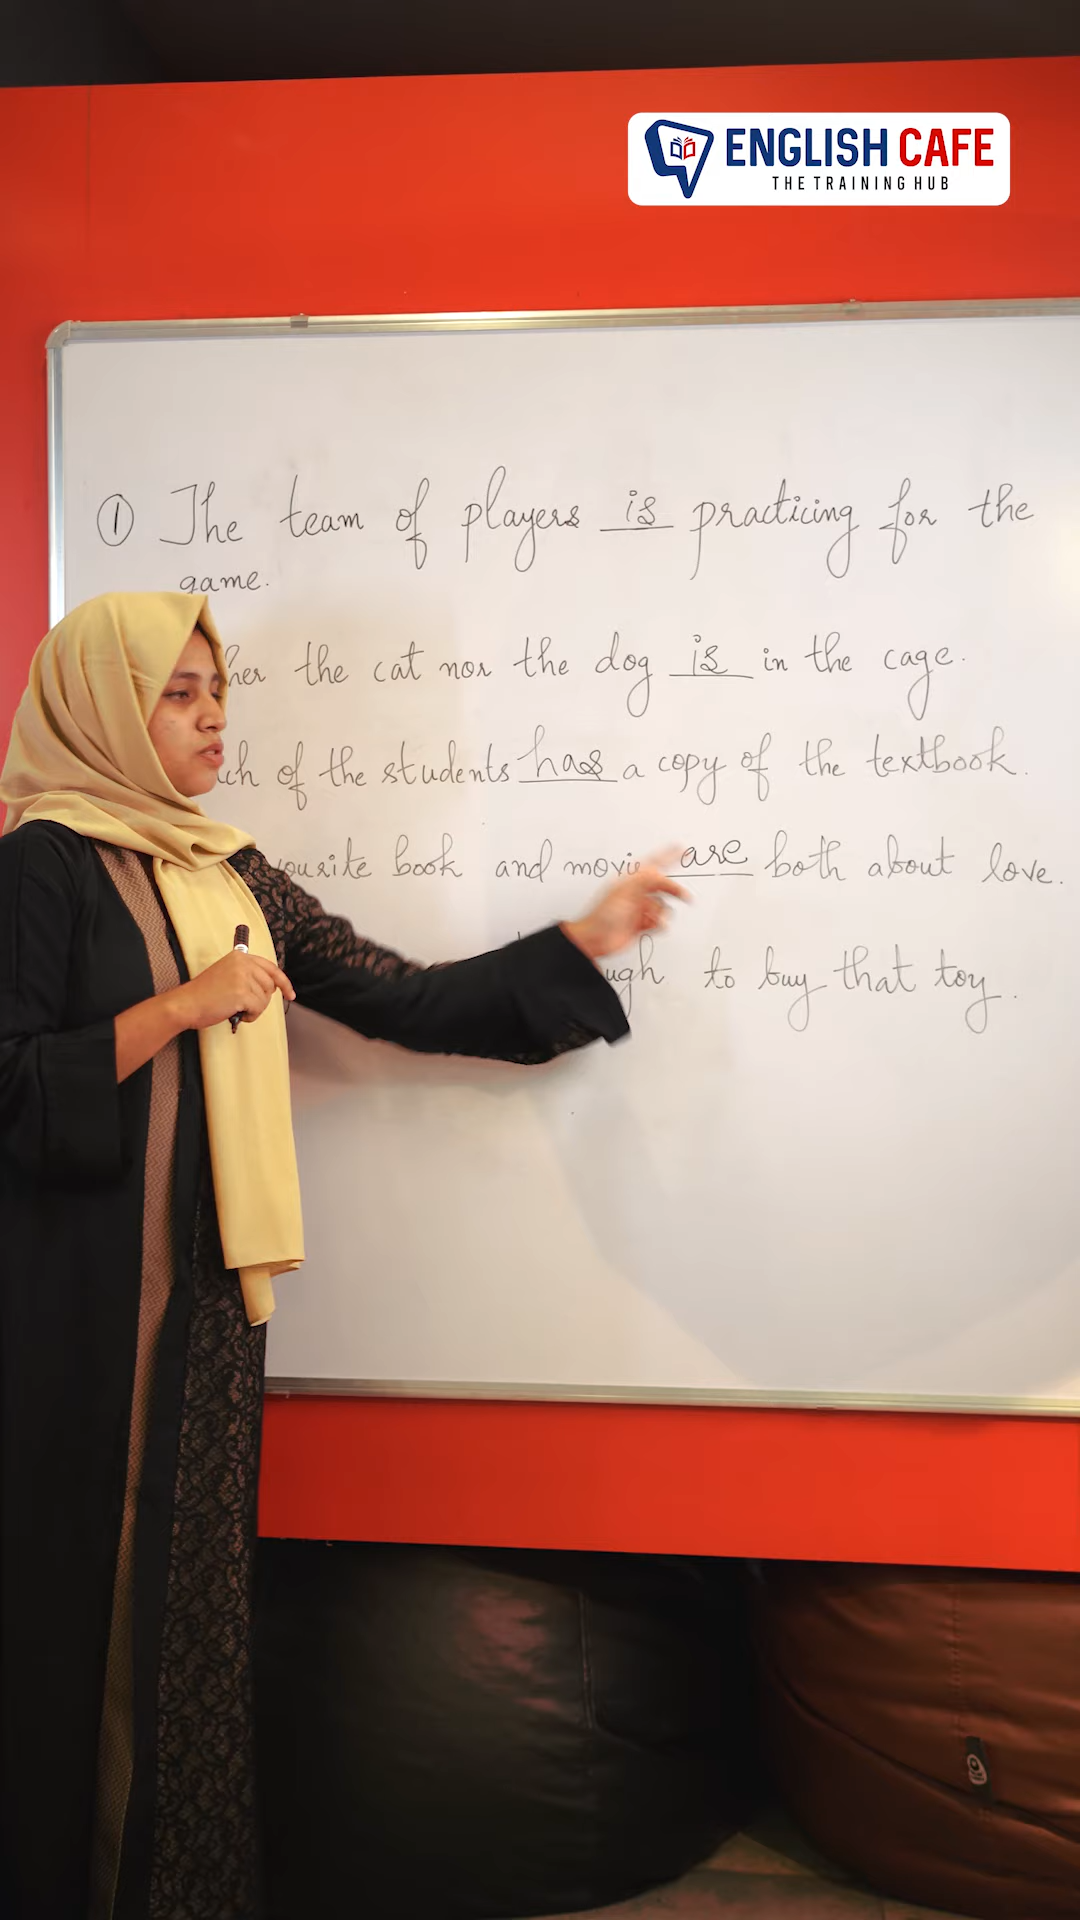 ENGLISH CAFE
THE TRAINING HUB
① The team of players is practicing for the
game.
the cat nor the dog is in the cage.
of the students has a copy of the textbook.
book and are both about love.
to buy that toy.